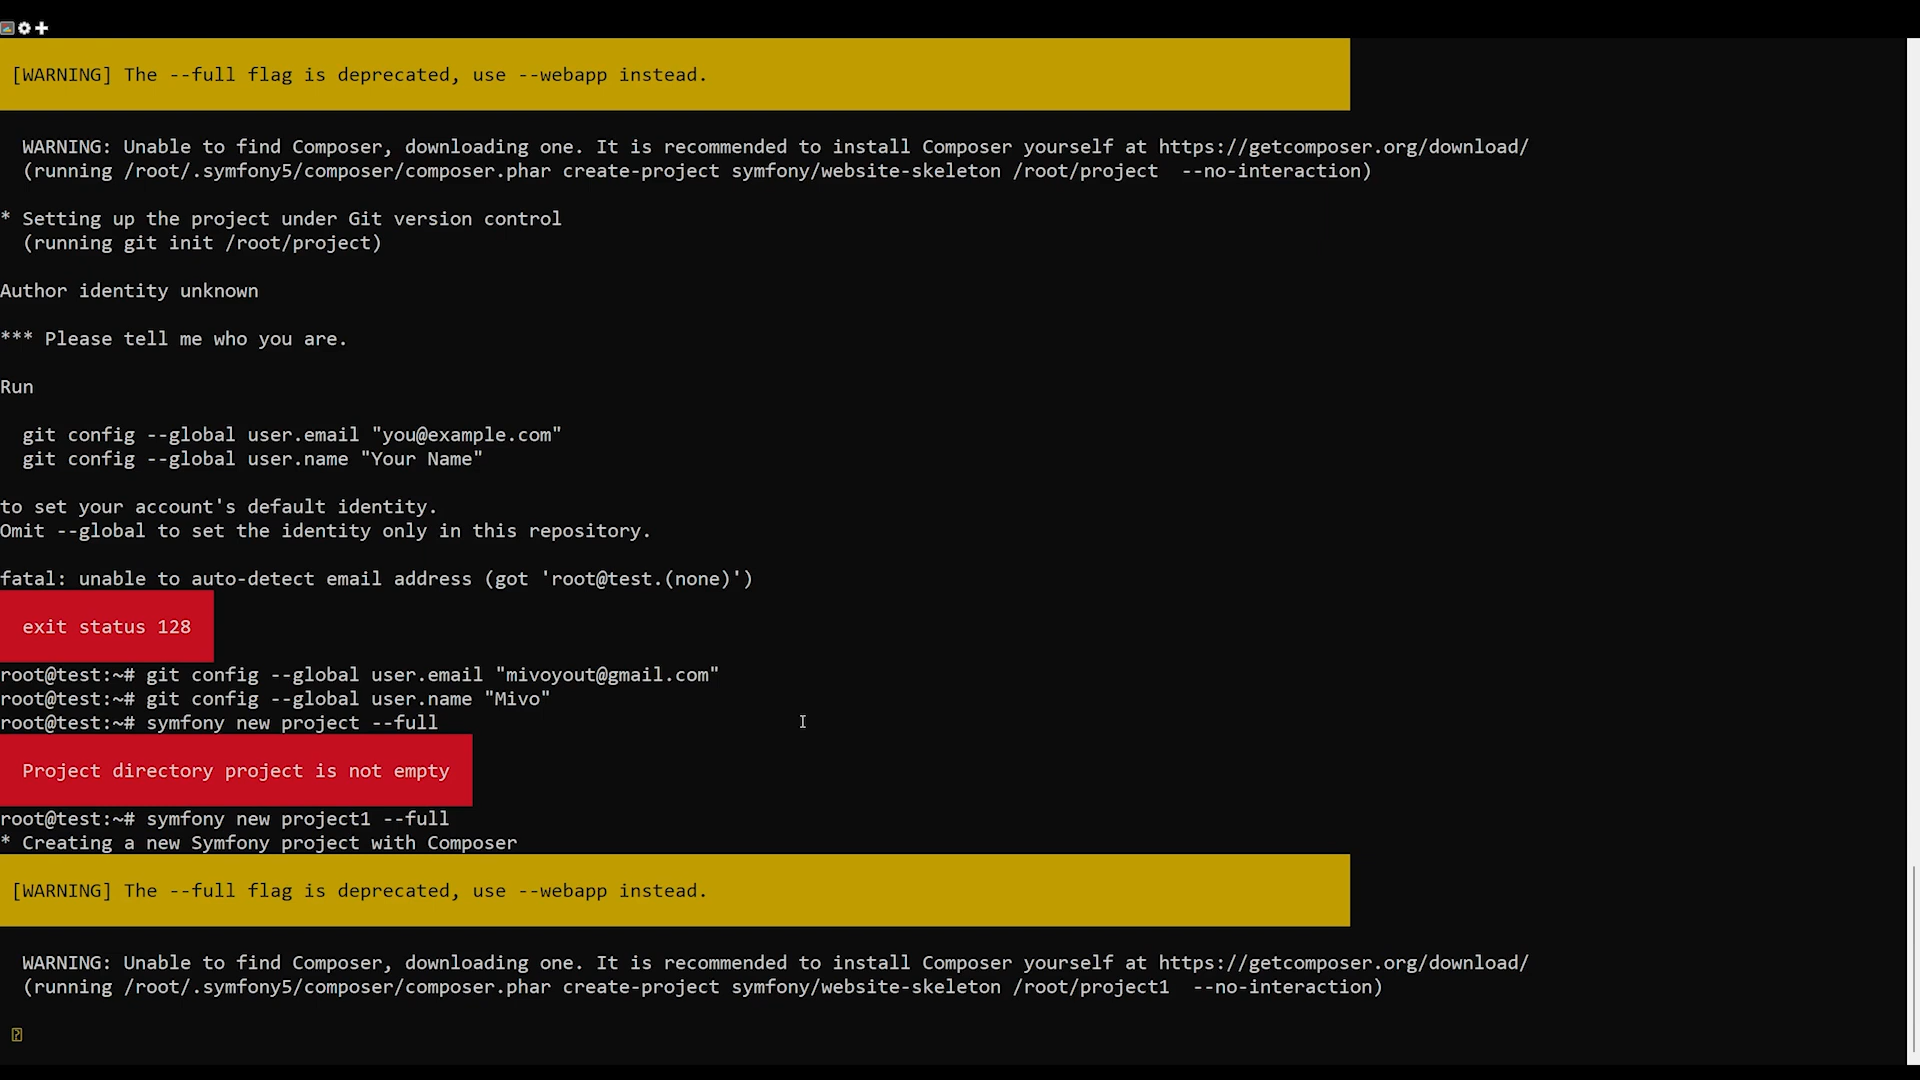 [WARNING] The --full flag is deprecated, use --webapp instead.
WARNING: Unable to find Composer, downloading one. It is recommended to install Composer yourself at https://getcomposer.org/download/
(running /root/.symfony5/composer/composer.phar create-project symfony/website-skeleton /root/project  --no-interaction)
* Setting up the project under Git version control
(running git init /root/project)
Author identity unknown
*** Please tell me who you are.
Run
git config --global user.email "you@example.com"
git config --global user.name "Your Name"
to set your account's default identity.
Omit --global to set the identity only in this repository.
fatal: unable to auto-detect email address (got 'root@test.(none)')
exit status 128
root@test:~# git config --global user.email "mivoyout@gmail.com"
root@test:~# git config --global user.name "Mivo"
root@test:~# symfony new project --full
Project directory project is not empty
root@test:~# symfony new project1 --full
* Creating a new Symfony project with Composer
[WARNING] The --full flag is deprecated, use --webapp instead.
WARNING: Unable to find Composer, downloading one. It is recommended to install Composer yourself at https://getcomposer.org/download/
(running /root/.symfony5/composer/composer.phar create-project symfony/website-skeleton /root/project1  --no-interaction)